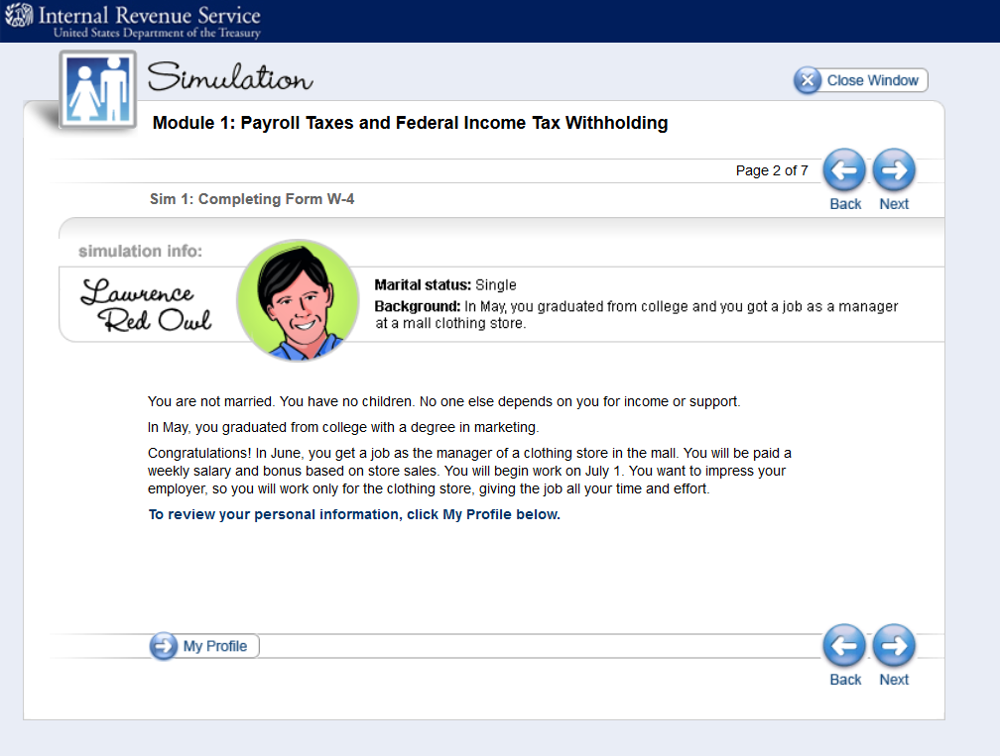 Internal Revenue Service
United States Department of the Treasury
Simulation
Close Window
Module 1: Payroll Taxes and Federal Income Tax Withholding
Page 2 of 7
Back
Next
Sim 1: Completing Form W-4
simulation info:
Lawrence
Red Owl
Marital status: Single
Background: In May, you graduated from college and you got a job as a manager
at a mall clothing store.
You are not married. You have no children. No one else depends on you for income or support.
In May, you graduated from college with a degree in marketing.
Congratulations! In June, you get a job as the manager of a clothing store in the mall. You will be paid a
weekly salary and bonus based on store sales. You will begin work on July 1. You want to impress your
employer, so you will work only for the clothing store, giving the job all your time and effort.
To review your personal information, click My Profile below.
My Profile
Back
Next